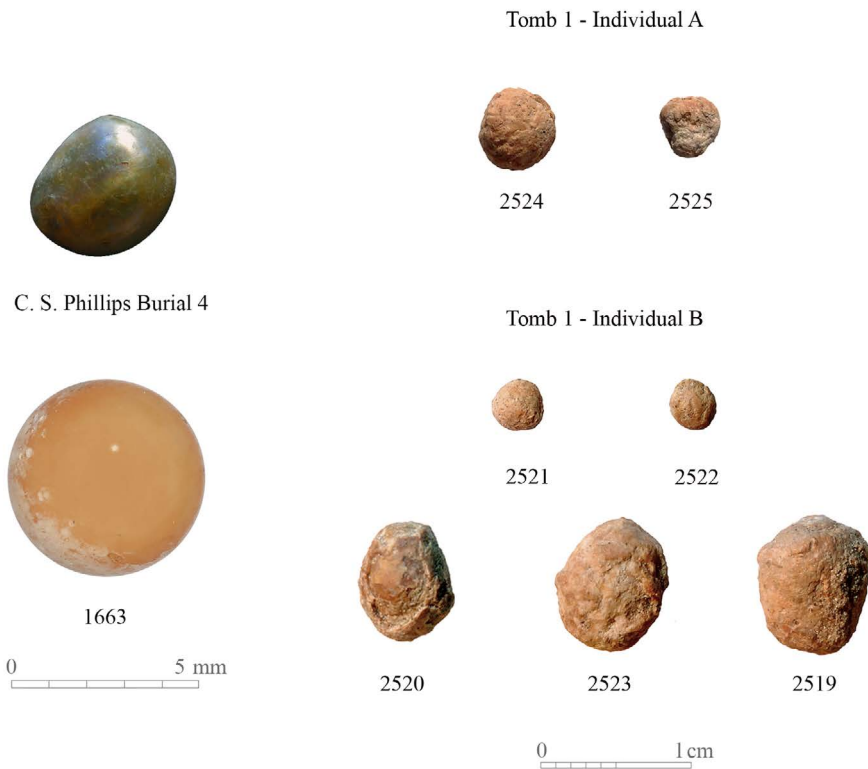 Tomb 1 - Individual A
2524
2525
C. S. Phillips Burial 4
Tomb 1 - Individual B
2521
2522
1663
0 5 mm
2520
2523
2519
0 1 cm